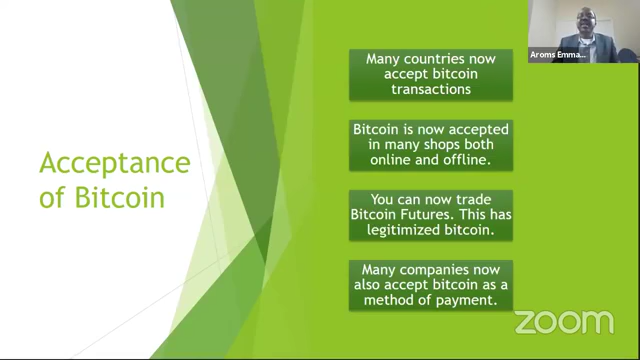 Acceptance
of Bitcoin
Many countries now
accept bitcoin
transactions
Bitcoin is now accepted
in many shops both
online and offline.
You can now trade
Bitcoin Futures. This has
legitimized bitcoin.
Many companies now
also accept bitcoin as a
method of payment.
Aroms Emma...
zoom